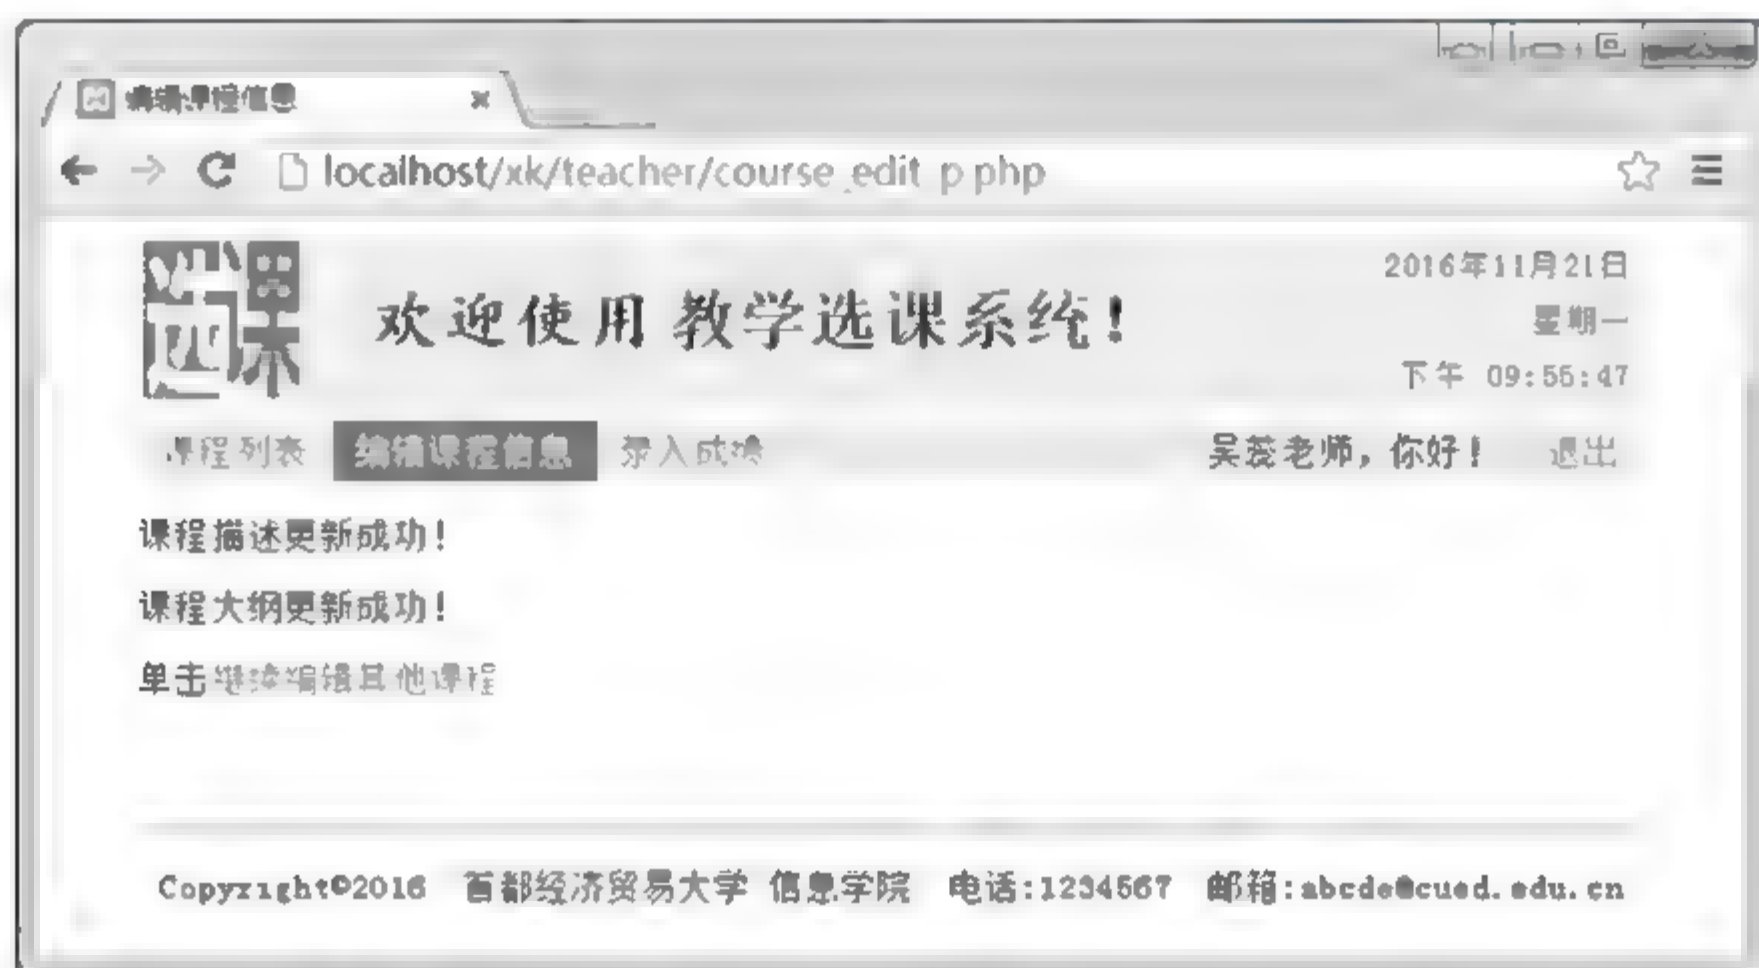 编辑课程信息
localhost/xk/teacher/course_edit_p.php
选课
欢迎使用 教学选课系统！
2016年11月21日
星期一
下午 09:55:47
课程列表 编辑课程信息 录入成绩 吴蕊老师，你好！ 退出
课程描述更新成功！
课程大纲更新成功！
单击继续编辑其他课程
Copyright©2016 首都经济贸易大学 信息学院 电话:1234567 邮箱:abcde@cued.edu.cn